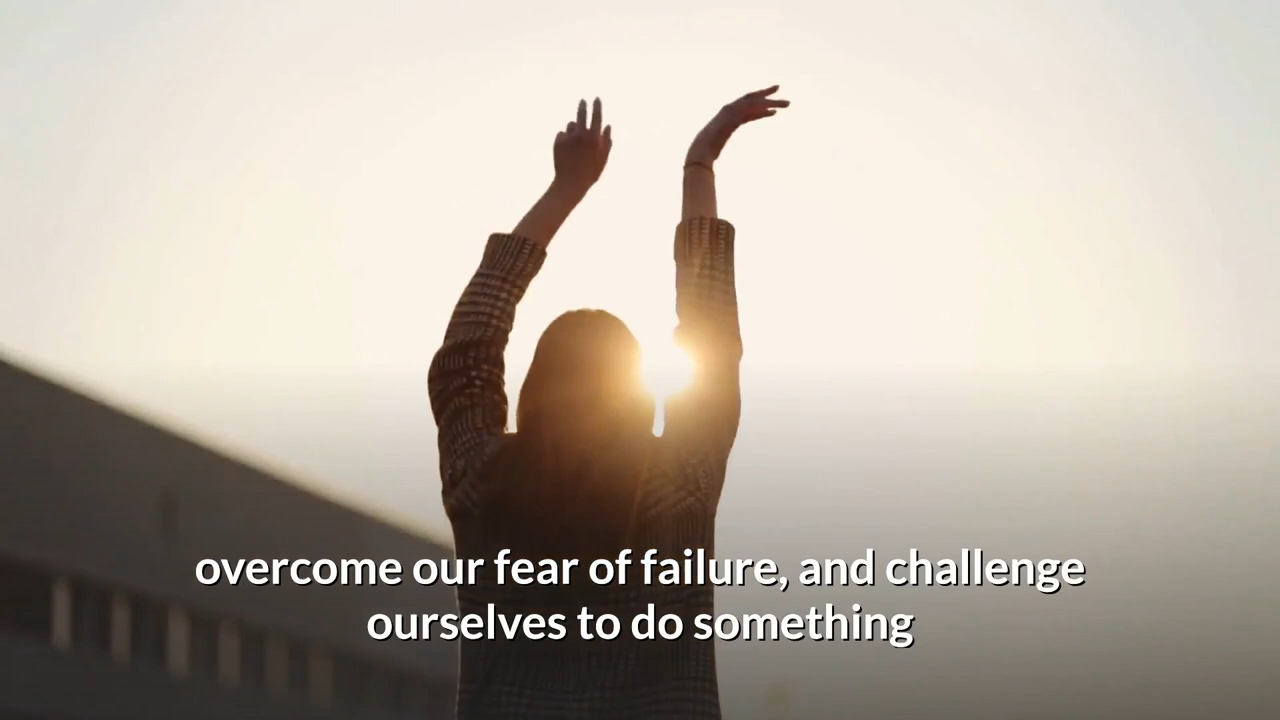 overcome our fear of failure, and challenge
ourselves to do something